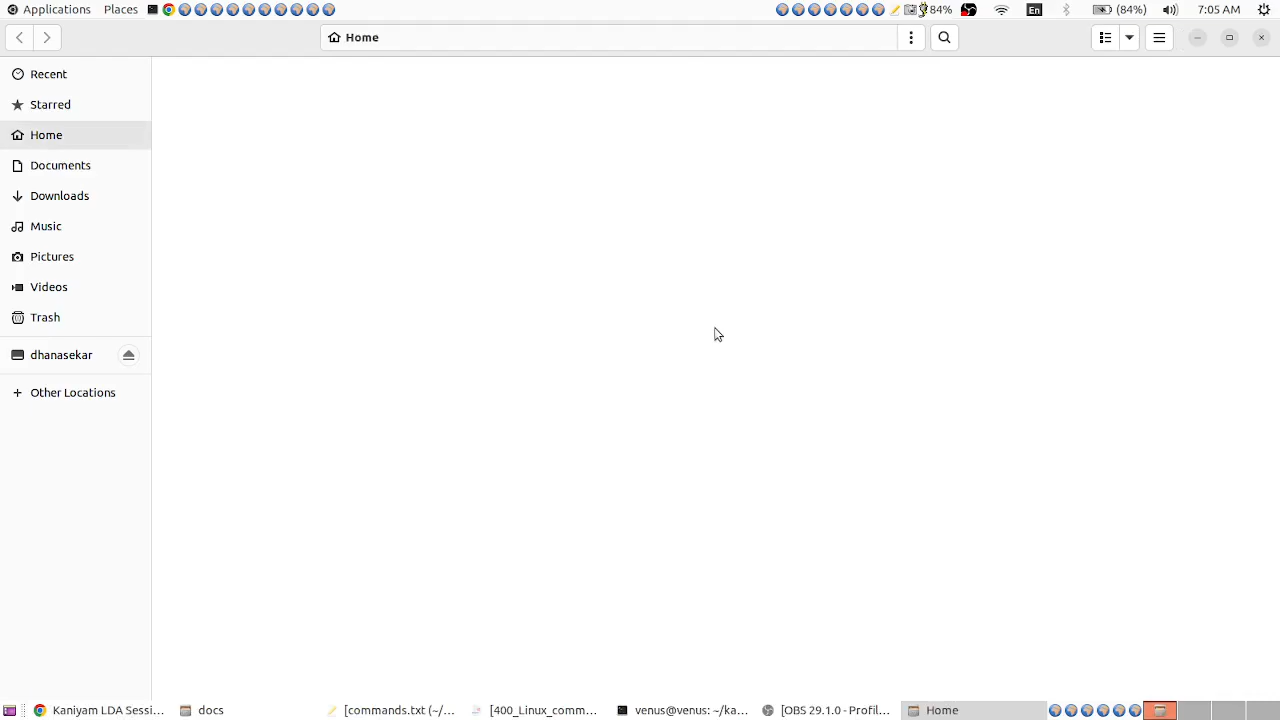 Applications Places 84% En (84%) 7:05 AM
Home
Recent
Starred
Home
Documents
Downloads
Music
Pictures
Videos
Trash
dhanasekar
Other Locations
Kaniyam LDA Sessi... docs [commands.txt (~/... [400_Linux_comm... venus@venus: ~/ka... [OBS 29.1.0 - Profil... Home